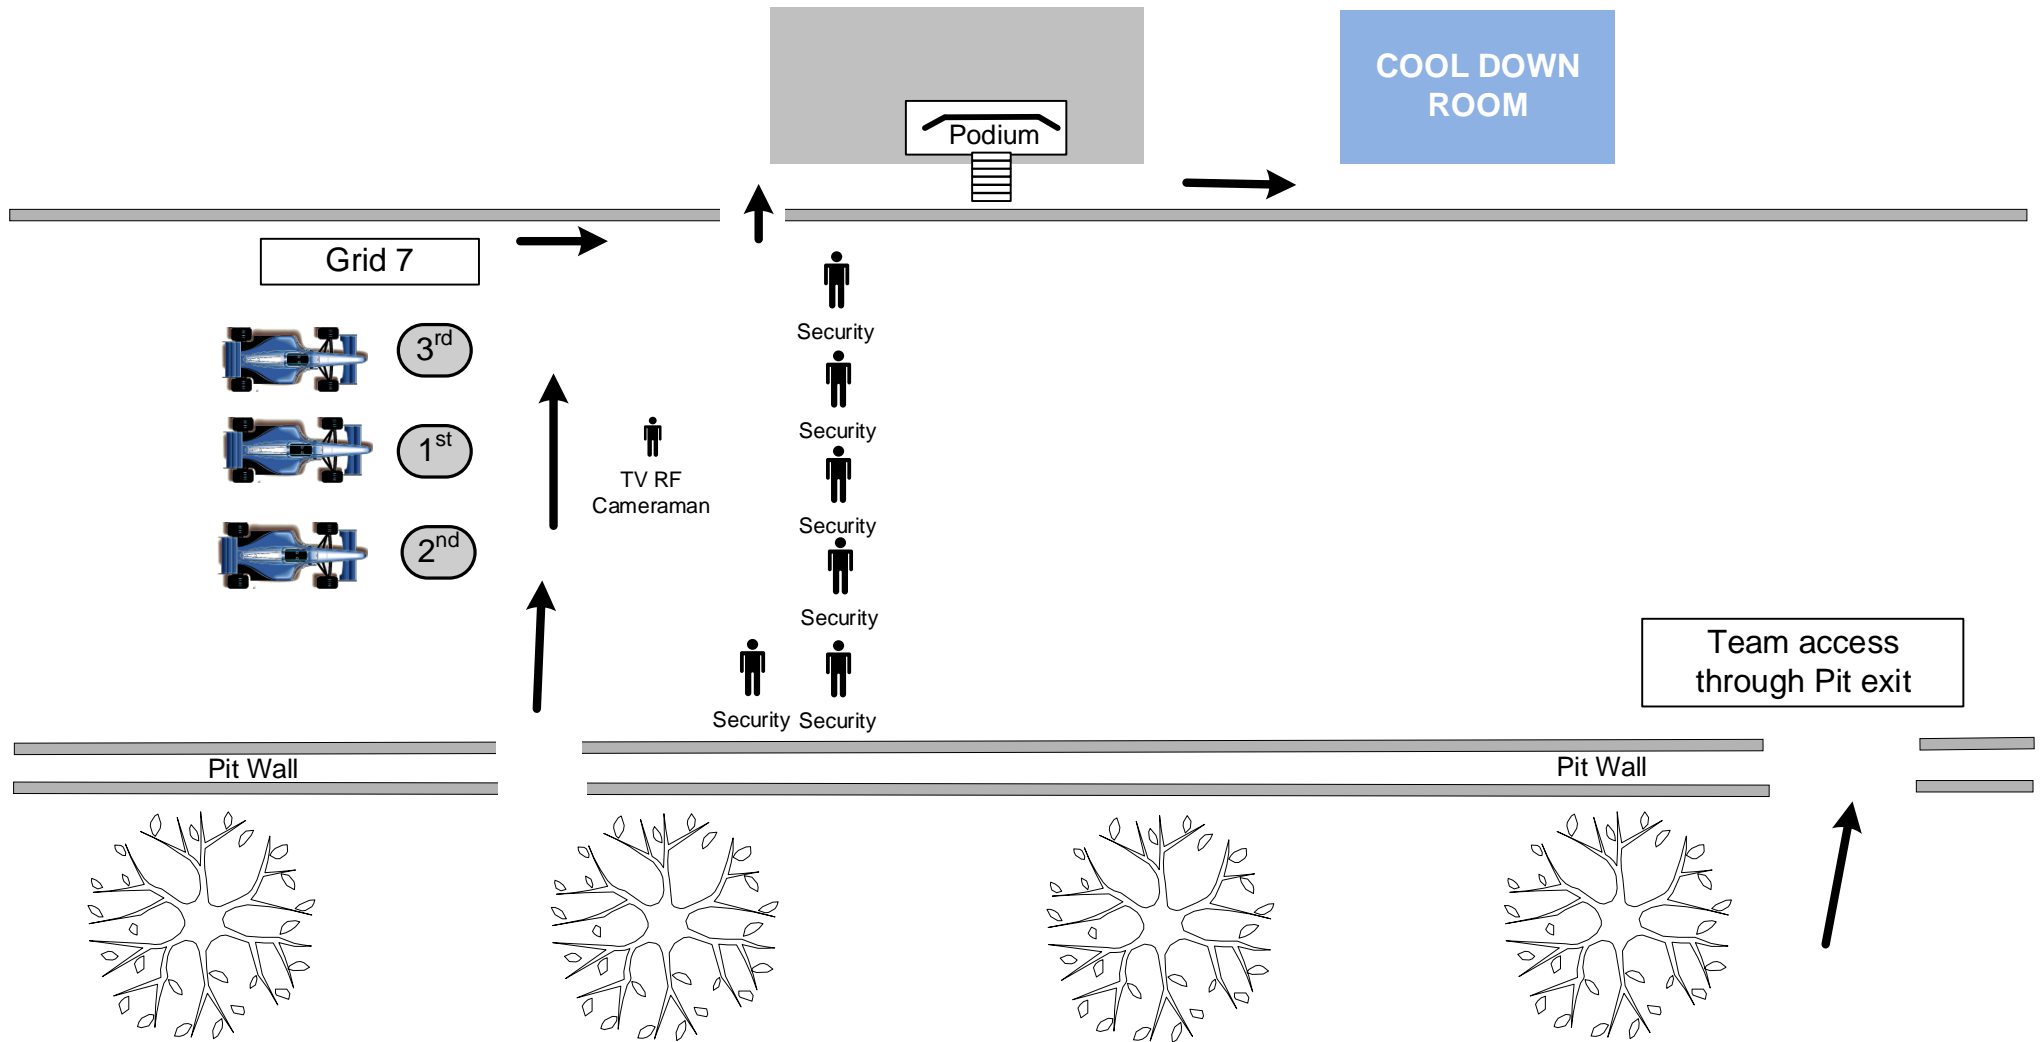 COOL DOWN
ROOM
Podium
Grid 7
3rd
Security
1st
Security
TV RF
Cameraman
Security
2nd
Security
Security Security
Team access
through Pit exit
Pit Wall
Pit Wall